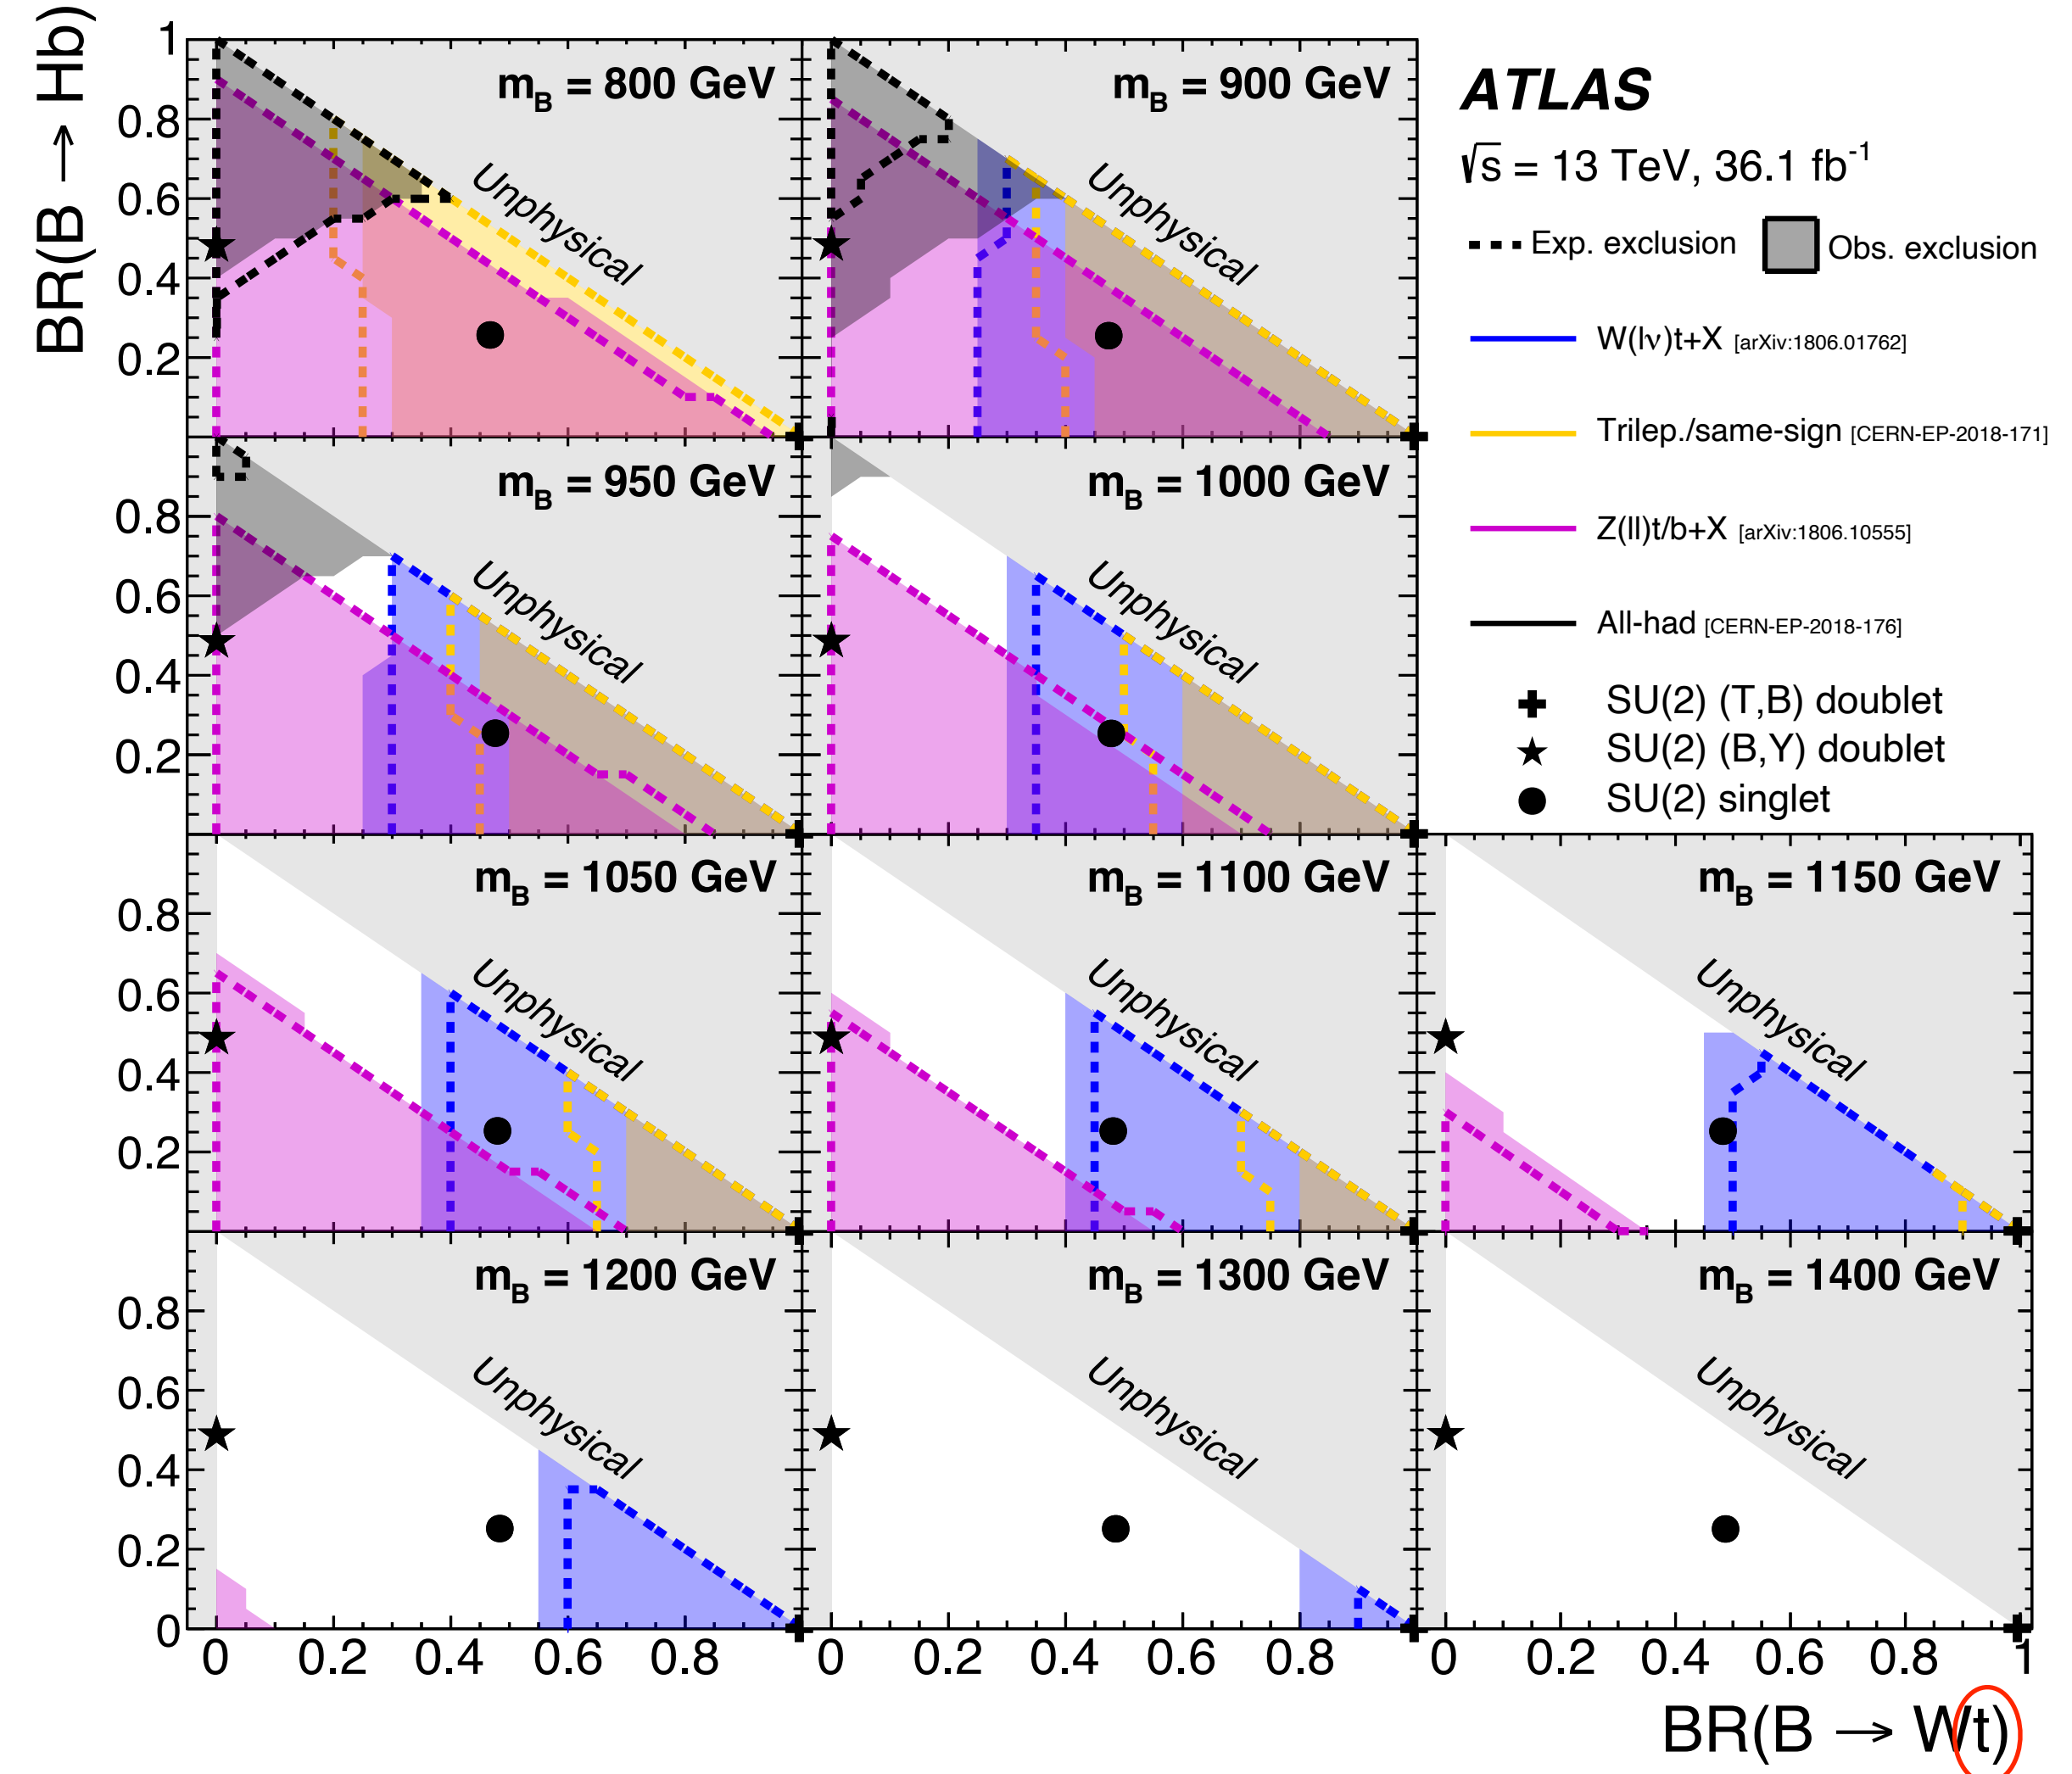 BR(B → Hb)
1
m_B = 800 GeV
m_B = 900 GeV
ATLAS
√s = 13 TeV, 36.1 fb⁻¹
Exp. exclusion
Obs. exclusion
W(lν)t+X [arXiv:1806.01762]
Trilep./same-sign [CERN-EP-2018-171]
Z(ll)t/b+X [arXiv:1806.10555]
All-had [CERN-EP-2018-176]
SU(2) (T,B) doublet
SU(2) (B,Y) doublet
SU(2) singlet
0.8
0.6
0.4
0.2
Unphysical
Unphysical
m_B = 950 GeV
m_B = 1000 GeV
0.8
0.6
0.4
0.2
Unphysical
Unphysical
m_B = 1050 GeV
m_B = 1100 GeV
m_B = 1150 GeV
0.8
0.6
0.4
0.2
Unphysical
Unphysical
Unphysical
m_B = 1200 GeV
m_B = 1300 GeV
m_B = 1400 GeV
0.8
0.6
0.4
0.2
0
Unphysical
Unphysical
Unphysical
0 0.2 0.4 0.6 0.8
0 0.2 0.4 0.6 0.8
0 0.2 0.4 0.6 0.8 1
BR(B → Wt)